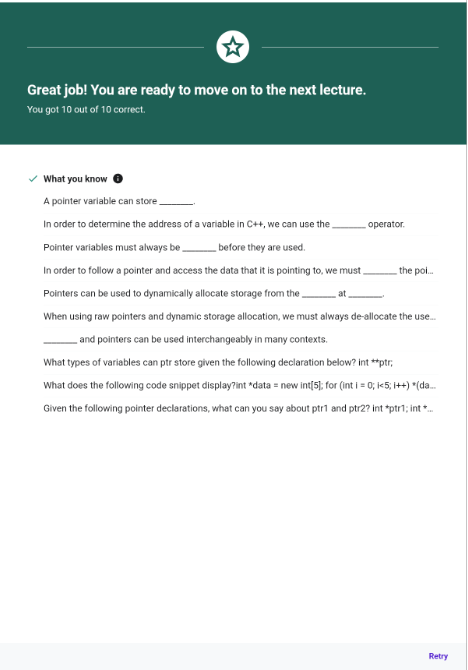 Great job! You are ready to move on to the next lecture.
You got 10 out of 10 correct.
What you know
A pointer variable can store _______.
In order to determine the address of a variable in C++, we can use the _______ operator.
Pointer variables must always be _______ before they are used.
In order to follow a pointer and access the data that it is pointing to, we must _______ the poi...
Pointers can be used to dynamically allocate storage from the _______ at _______.
When using raw pointers and dynamic storage allocation, we must always de-allocate the use...
_______ and pointers can be used interchangeably in many contexts.
What types of variables can ptr store given the following declaration below? int **ptr;
What does the following code snippet display?int *data = new int[5]; for (int i = 0; i<5; i++) *(da...
Given the following pointer declarations, what can you say about ptr1 and ptr2? int *ptr1; int *...
Retry